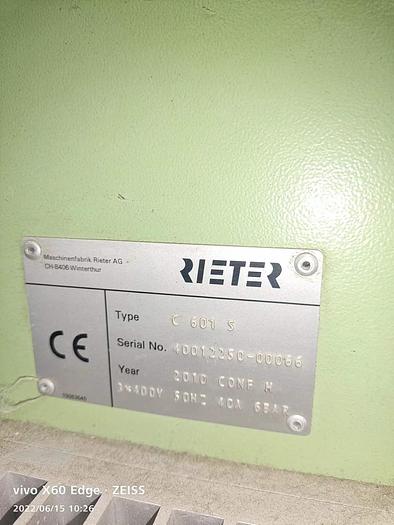 Maschinenfabrik Rieter AG
CH-8406 Winterthur
RIETER
CE
Type C 601 S
Serial No. 40012250-00066
Year 2010 CONF H
3*400V 50HZ 40A 6BAR
vivo X60 Edge · ZEISS
2022/06/15 10:26